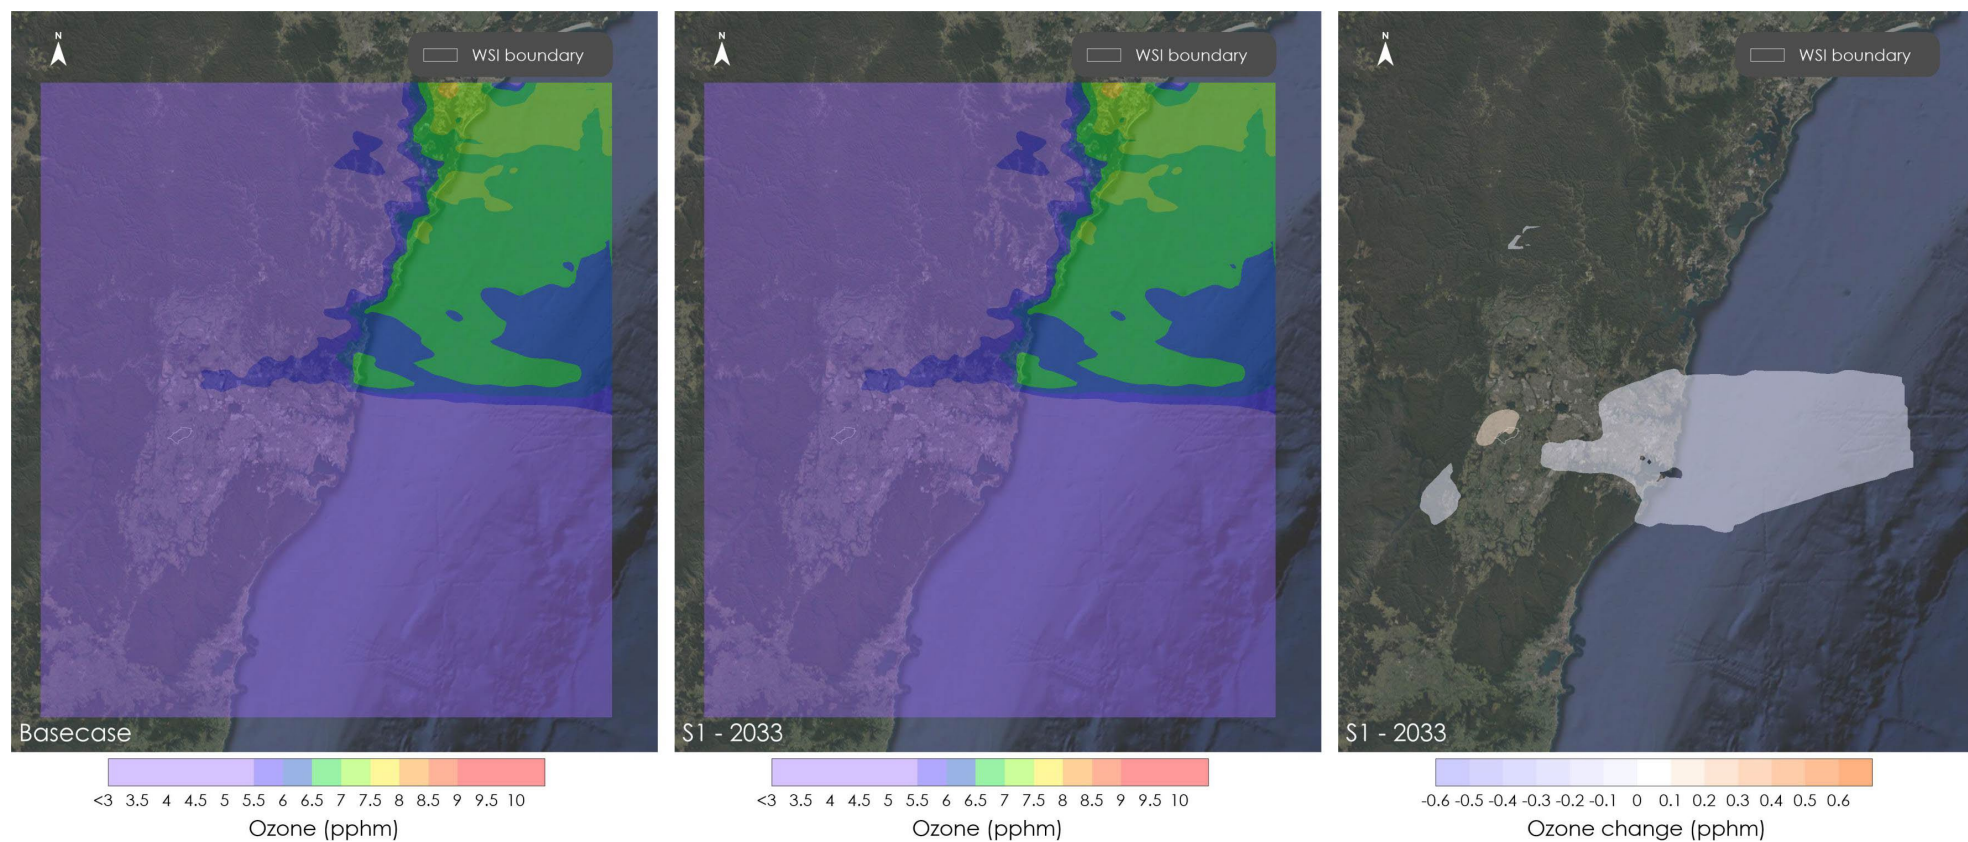 N
WSI boundary
Basecase
<3 3.5 4 4.5 5 5.5 6 6.5 7 7.5 8 8.5 9 9.5 10
Ozone (pphm)
N
WSI boundary
S1 - 2033
<3 3.5 4 4.5 5 5.5 6 6.5 7 7.5 8 8.5 9 9.5 10
Ozone (pphm)
N
WSI boundary
S1 - 2033
-0.6 -0.5 -0.4 -0.3 -0.2 -0.1 0 0.1 0.2 0.3 0.4 0.5 0.6
Ozone change (pphm)